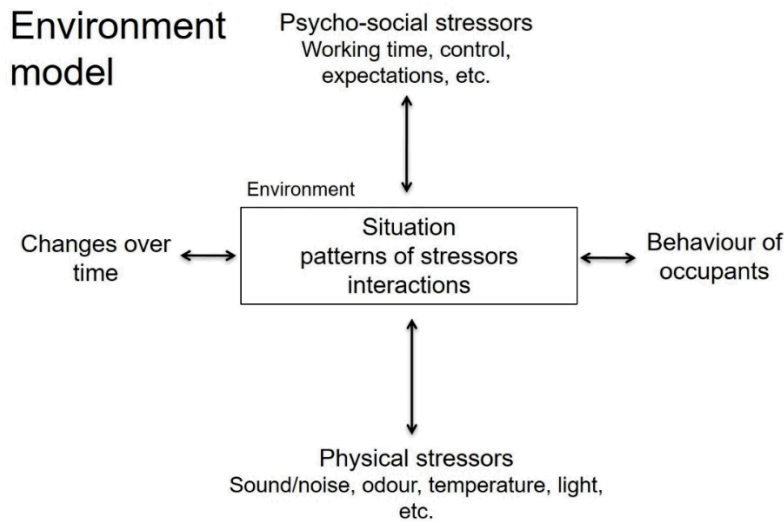 Environment
model
Psycho-social stressors
Working time, control,
expectations, etc.
Environment
Situation
patterns of stressors
interactions
Changes over
time
Behaviour of
occupants
Physical stressors
Sound/noise, odour, temperature, light,
etc.